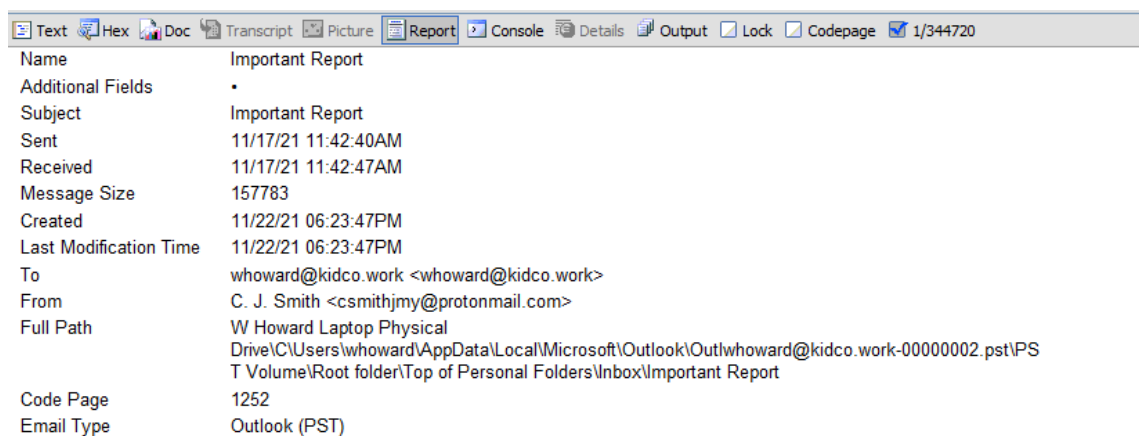 Text Hex Doc Transcript Picture Report Console Details Output Lock Codepage 1/344720
Name Important Report
Additional Fields •
Subject Important Report
Sent 11/17/21 11:42:40AM
Received 11/17/21 11:42:47AM
Message Size 157783
Created 11/22/21 06:23:47PM
Last Modification Time 11/22/21 06:23:47PM
To whoward@kidco.work <whoward@kidco.work>
From C. J. Smith <csmithjmy@protonmail.com>
Full Path W Howard Laptop Physical
Drive\C\Users\whoward\AppData\Local\Microsoft\Outlook\Outlwhoward@kidco.work-00000002.pst\PS
T Volume\Root folder\Top of Personal Folders\Inbox\Important Report
Code Page 1252
Email Type Outlook (PST)